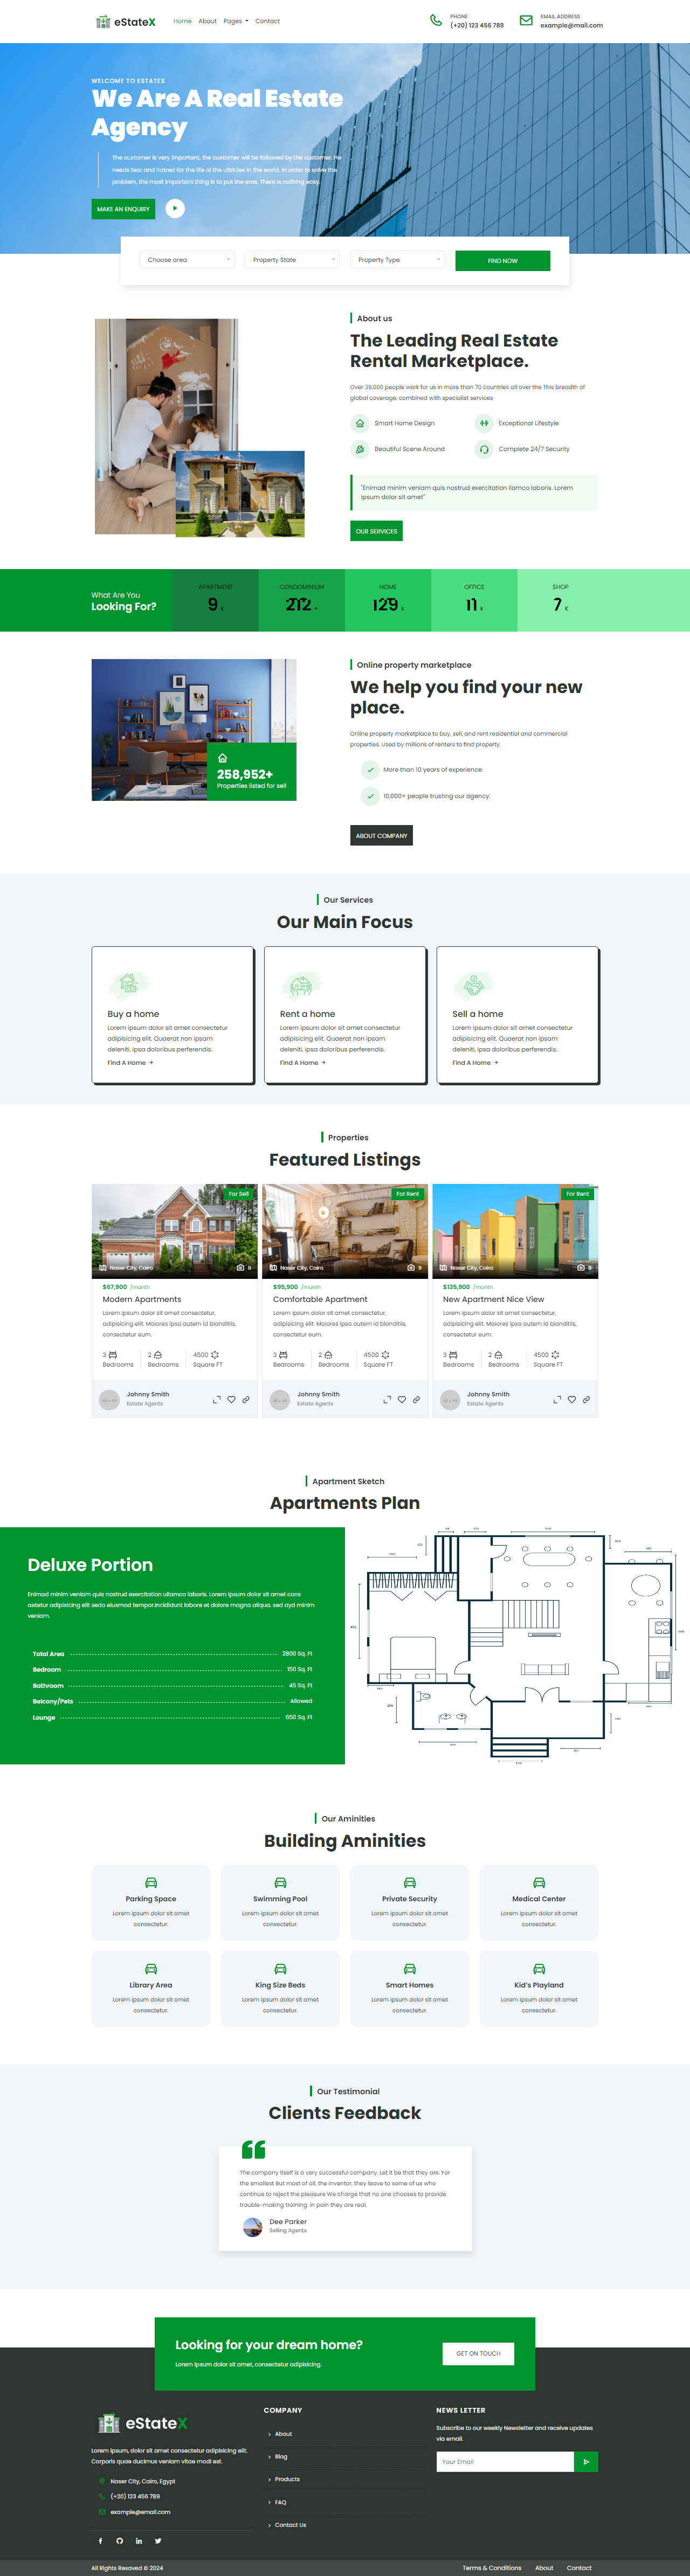 eStateX
Home About Pages Contact
PHONE
(+20) 123 456 789
EMAIL ADDRESS
example@mail.com
WELCOME TO ESTATEX
We Are A Real Estate
Agency
The customer is very important, the customer will be followed by the customer. He
needs fear and hatred for the life of the ultricies in the world. In order to solve the
problem, the most important thing is to put the eros. There is nothing easy.
MAKE AN ENQUIRY
Choose area
Property State
Property Type
FIND NOW
About us
The Leading Real Estate
Rental Marketplace.
Over 39,000 people work for us in more than 70 countries all over the This breadth of
global coverage, combined with specialist services
Smart Home Design
Exceptional Lifestyle
Beautiful Scene Around
Complete 24/7 Security
"Enimad minim veniam quis nostrud exercitation llamco laboris. Lorem
ipsum dolor sit amet"
OUR SERVICES
What Are You
Looking For?
APARTMENT
9 K
CONDOMINIUM
212
HOME
129 K
OFFICE
11 K
SHOP
7 K
258,952+
Properties listed for sell
Online property marketplace
We help you find your new
place.
Online property marketplace to buy, sell, and rent residential and commercial
properties. Used by millions of renters to find property.
More than 10 years of experience.
10,000+ people trusting our agency.
ABOUT COMPANY
Our Services
Our Main Focus
Buy a home
Lorem ipsum dolor sit amet consectetur
adipisicing elit. Quaerat non ipsam
deleniti, ipsa doloribus perferendis.
Find A Home
Rent a home
Lorem ipsum dolor sit amet consectetur
adipisicing elit. Quaerat non ipsam
deleniti, ipsa doloribus perferendis.
Find A Home
Sell a home
Lorem ipsum dolor sit amet consectetur
adipisicing elit. Quaerat non ipsam
deleniti, ipsa doloribus perferendis.
Find A Home
Properties
Featured Listings
For Sell
Naser City, Cairo
9
$67,900 /month
Modern Apartments
Lorem ipsum dolor sit amet consectetur,
adipisicing elit. Maiores ipsa autem id blanditiis,
consectetur eum.
3
Bedrooms
2
Bedrooms
4500
Square FT
Johnny Smith
Estate Agents
For Rent
Naser City, Cairo
9
$95,900 /month
Comfortable Apartment
Lorem ipsum dolor sit amet consectetur,
adipisicing elit. Maiores ipsa autem id blanditiis,
consectetur eum.
3
Bedrooms
2
Bedrooms
4500
Square FT
Johnny Smith
Estate Agents
For Rent
Naser City, Cairo
$135,900 /month
New Apartment Nice View
Lorem ipsum dolor sit amet consectetur,
adipisicing elit. Maiores ipsa autem id blanditiis,
consectetur eum.
3
Bedrooms
2
Bedrooms
4500
Square FT
Johnny Smith
Estate Agents
Apartment Sketch
Apartments Plan
Deluxe Portion
Enimad minim veniam quis nostrud exercitation ullamco laboris. Lorem ipsum dolor sit amet cons
aetetur adipisicing elit sedo eiusmod tempor.Incididunt labore et dolore magna aliqua. sed ayd minim
veniam.
Total Area 2800 Sq. Ft
Bedroom 150 Sq. Ft
Bathroom 45 Sq. Ft
Belcony/Pets Allowed
Lounge 650 Sq. Ft
Our Aminities
Building Aminities
Parking Space
Lorem ipsum dolor sit amet
consectetur.
Swimming Pool
Lorem ipsum dolor sit amet
consectetur.
Private Security
Lorem ipsum dolor sit amet
consectetur.
Medical Center
Lorem ipsum dolor sit amet
consectetur.
Library Area
Lorem ipsum dolor sit amet
consectetur.
King Size Beds
Lorem ipsum dolor sit amet
consectetur.
Smart Homes
Lorem ipsum dolor sit amet
consectetur.
Kid's Playland
Lorem ipsum dolor sit amet
consectetur.
Our Testimonial
Clients Feedback
The company itself is a very successful company. Let it be that they are. For
the smallest But most of all, the inventor, they leave to some of us who
continue to reject the pleasure We charge that no one chooses to provide
trouble-making training, in pain they are real.
Dee Parker
Selling Agents
Looking for your dream home?
Lorem ipsum dolor sit amet, consectetur adipisicing.
GET ON TOUCH
eStateX
Lorem ipsum, dolor sit amet consectetur adipisicing elit.
Corporis quae ducimus veniam vitae modi est.
Naser City, Cairo, Egypt
(+20) 123 456 789
example@email.com
COMPANY
About
Blog
Products
FAQ
Contact Us
NEWS LETTER
Subscribe to our weekly Newsletter and receive updates
via email.
Your Email
All Rights Resaved © 2024
Terms & Conditions About Contact